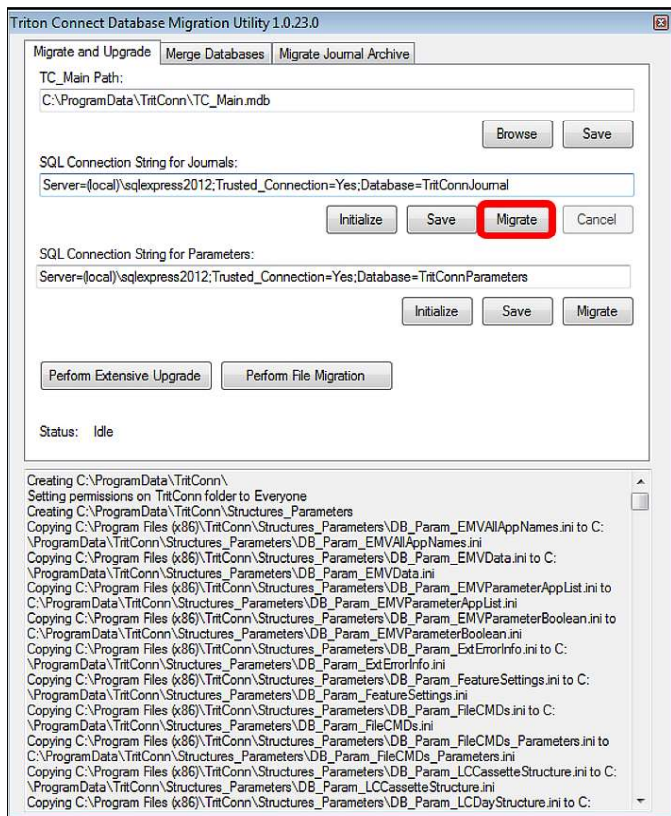 Triton Connect Database Migration Utility 1.0.23.0
Migrate and Upgrade Merge Databases Migrate Journal Archive
TC_Main Path:
C:\ProgramData\TritConn\TC_Main.mdb
Browse Save
SQL Connection String for Journals:
Server=(local)\sqlexpress2012;Trusted_Connection=Yes;Database=TritConnJournal
Initialize Save Migrate Cancel
SQL Connection String for Parameters:
Server=(local)\sqlexpress2012;Trusted_Connection=Yes;Database=TritConnParameters
Initialize Save Migrate
Perform Extensive Upgrade Perform File Migration
Status: Idle
Creating C:\ProgramData\TritConn\
Setting permissions on TritConn folder to Everyone
Creating C:\ProgramData\TritConn\Structures_Parameters
Copying C:\Program Files (x86)\TritConn\Structures_Parameters\DB_Param_EMVAllAppNames.ini to C:
\ProgramData\TritConn\Structures_Parameters\DB_Param_EMVAllAppNames.ini
Copying C:\Program Files (x86)\TritConn\Structures_Parameters\DB_Param_EMVData.ini to C:
\ProgramData\TritConn\Structures_Parameters\DB_Param_EMVData.ini
Copying C:\Program Files (x86)\TritConn\Structures_Parameters\DB_Param_EMVParameterAppList.ini to
C:\ProgramData\TritConn\Structures_Parameters\DB_Param_EMVParameterAppList.ini
Copying C:\Program Files (x86)\TritConn\Structures_Parameters\DB_Param_EMVParameterBoolean.ini to
C:\ProgramData\TritConn\Structures_Parameters\DB_Param_EMVParameterBoolean.ini
Copying C:\Program Files (x86)\TritConn\Structures_Parameters\DB_Param_ExtErrorInfo.ini to C:
\ProgramData\TritConn\Structures_Parameters\DB_Param_ExtErrorInfo.ini
Copying C:\Program Files (x86)\TritConn\Structures_Parameters\DB_Param_FeatureSettings.ini to C:
\ProgramData\TritConn\Structures_Parameters\DB_Param_FeatureSettings.ini
Copying C:\Program Files (x86)\TritConn\Structures_Parameters\DB_Param_FileCMDs.ini to C:
\ProgramData\TritConn\Structures_Parameters\DB_Param_FileCMDs.ini
Copying C:\Program Files (x86)\TritConn\Structures_Parameters\DB_Param_FileCMDs_Parameters.ini to
C:\ProgramData\TritConn\Structures_Parameters\DB_Param_FileCMDs_Parameters.ini
Copying C:\Program Files (x86)\TritConn\Structures_Parameters\DB_Param_LCCassetteStructure.ini to C:
\ProgramData\TritConn\Structures_Parameters\DB_Param_LCCassetteStructure.ini
Copying C:\Program Files (x86)\TritConn\Structures_Parameters\DB_Param_LCDayStructure.ini to C: